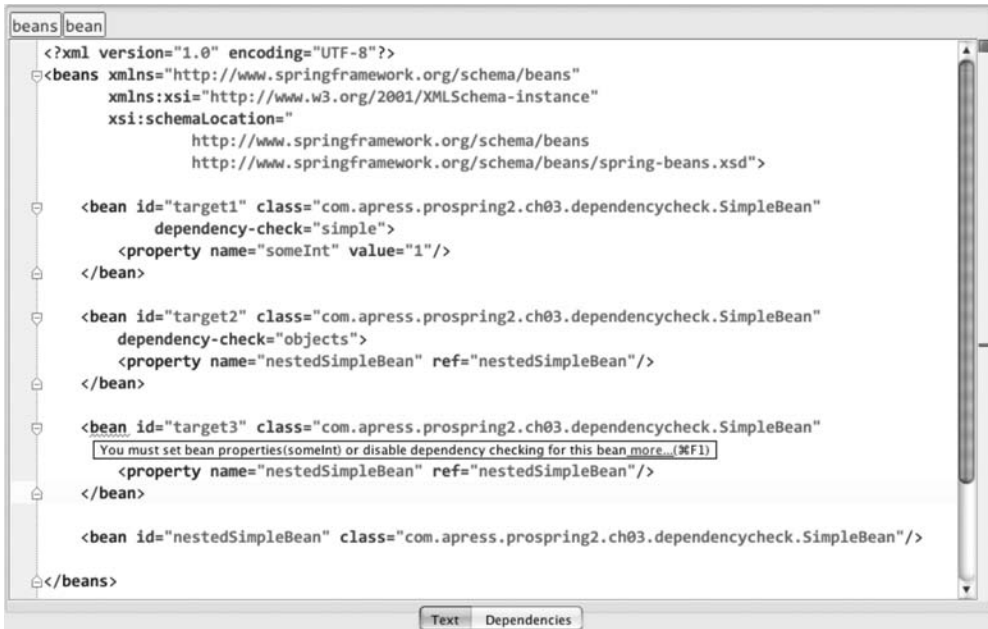 beans bean
<?xml version="1.0" encoding="UTF-8"?>
<beans xmlns="http://www.springframework.org/schema/beans"
xmlns:xsi="http://www.w3.org/2001/XMLSchema-instance"
xsi:schemaLocation="
http://www.springframework.org/schema/beans
http://www.springframework.org/schema/beans/spring-beans.xsd">
<bean id="target1" class="com.apress.prospring2.ch03.dependencycheck.SimpleBean"
dependency-check="simple">
<property name="someInt" value="1"/>
</bean>
<bean id="target2" class="com.apress.prospring2.ch03.dependencycheck.SimpleBean"
dependency-check="objects">
<property name="nestedSimpleBean" ref="nestedSimpleBean"/>
</bean>
<bean id="target3" class="com.apress.prospring2.ch03.dependencycheck.SimpleBean"
You must set bean properties(someInt) or disable dependency checking for this bean more...(⌘F1)
<property name="nestedSimpleBean" ref="nestedSimpleBean"/>
</bean>
<bean id="nestedSimpleBean" class="com.apress.prospring2.ch03.dependencycheck.SimpleBean"/>
</beans>
Text Dependencies